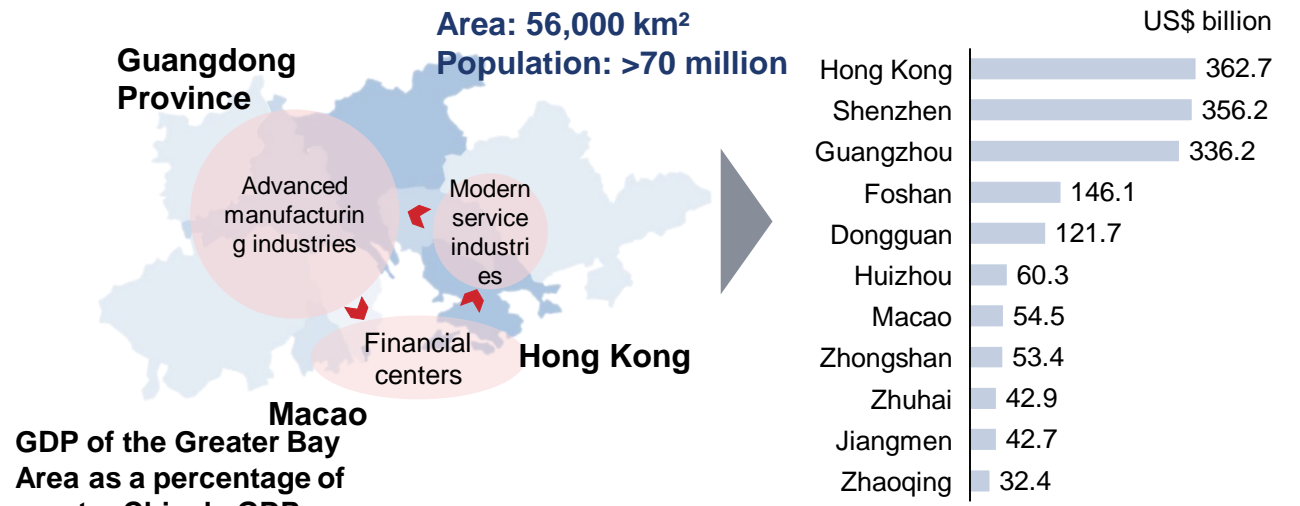 Area: 56,000 km²
Population: >70 million
Guangdong
Province
Advanced
manufacturin
g industries
Modern
service
industri
es
Financial
centers
Hong Kong
Macao
GDP of the Greater Bay
Area as a percentage of
US$ billion
Hong Kong 362.7
Shenzhen 356.2
Guangzhou 336.2
Foshan 146.1
Dongguan 121.7
Huizhou 60.3
Macao 54.5
Zhongshan 53.4
Zhuhai 42.9
Jiangmen 42.7
Zhaoqing 32.4